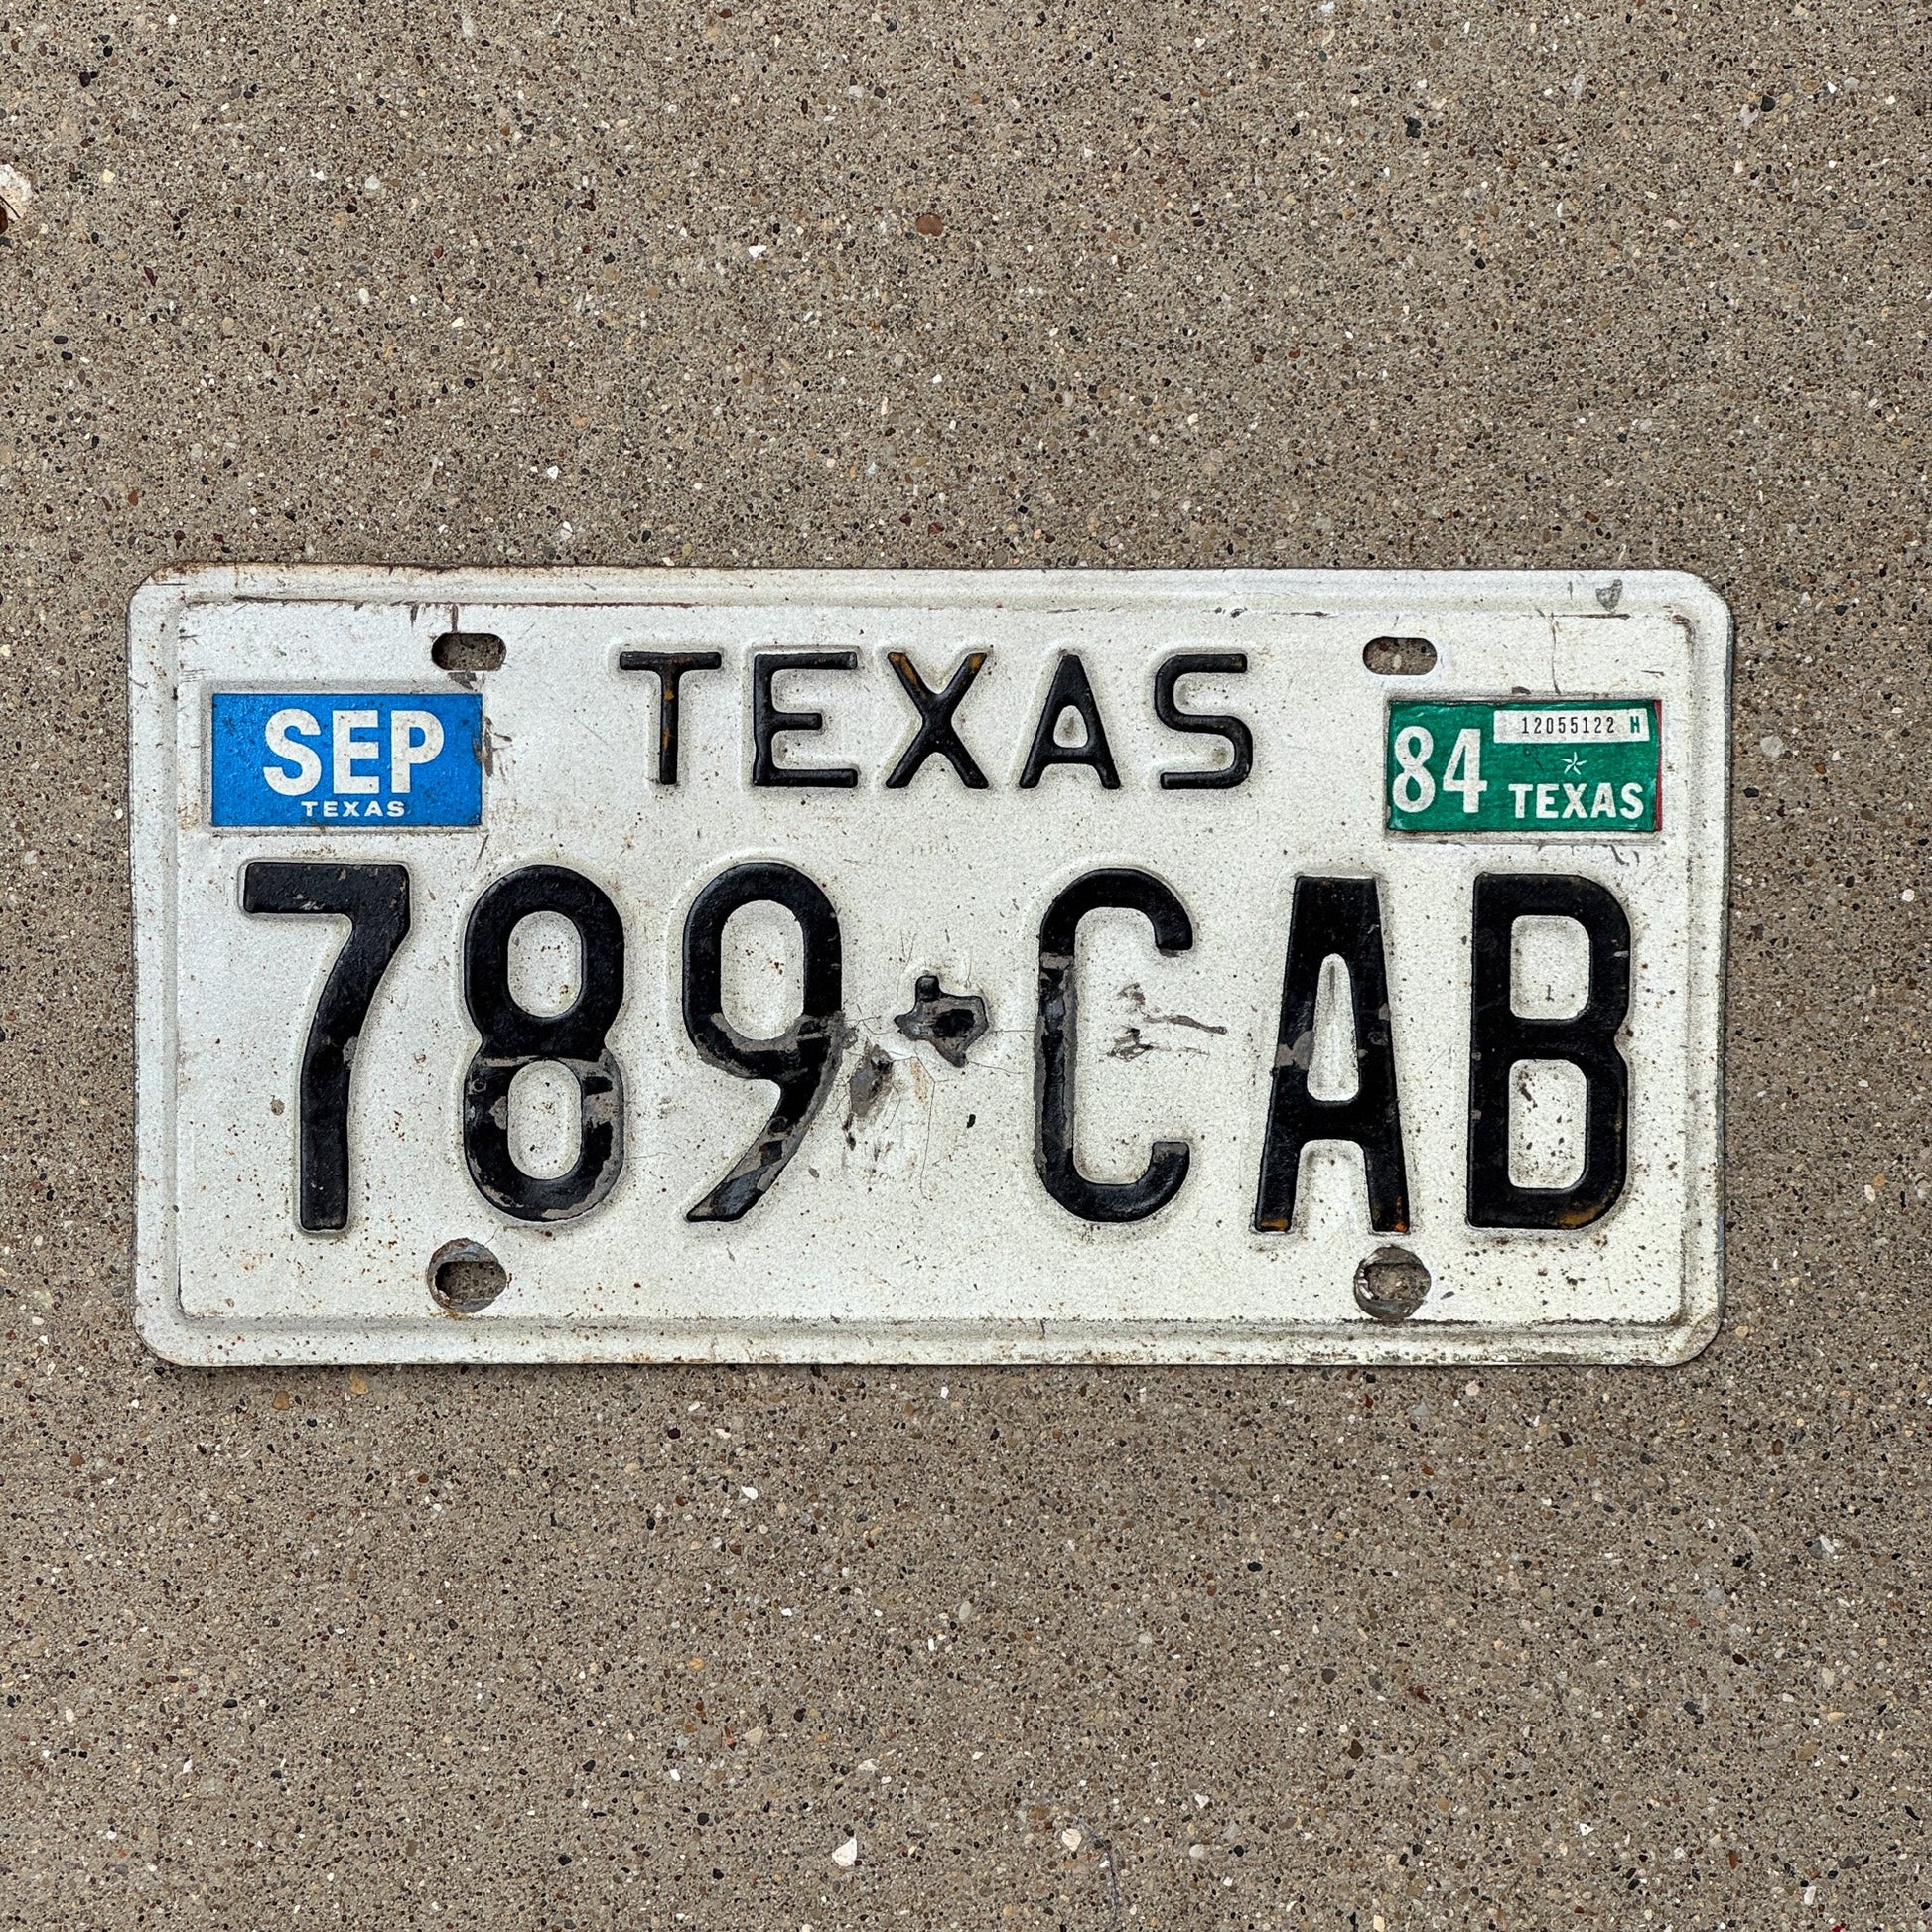 TEXAS
SEP
TEXAS
12055122 H
84
TEXAS
789 CAB